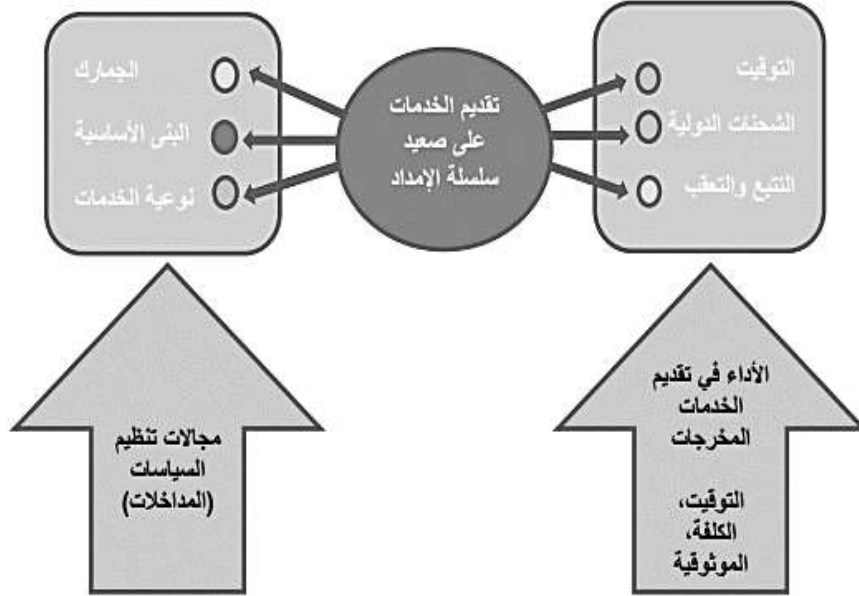 التوقيت
الشحنات الدولية
التتبع والتعقب
تقديم الخدمات
على صعيد
سلسلة الإمداد
الجمارك
البنى الأساسية
نوعية الخدمات
الأداء في تقديم
الخدمات
المخرجات
التوقيت،
الكلفة،
الموثوقية
مجالات تنظيم
السياسات
(المداخلات)